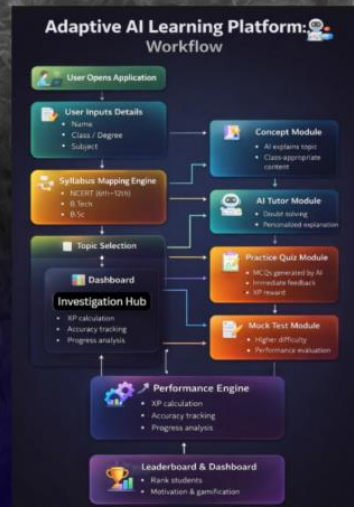 Adaptive AI Learning Platform:
Workflow
User Opens Application
User Inputs Details
• Name
• Class / Degree
• Subject
Syllabus Mapping Engine
• NCERT (6th–12th)
• B.Tech
• B.Sc
Topic Selection
Dashboard
Investigation Hub
• XP calculation
• Accuracy tracking
• Progress analysis
Concept Module
• AI explains topic
• Class-appropriate
content
AI Tutor Module
• Doubt solving
• Personalized explanation
Practice Quiz Module
• MCQs generated by AI
• Immediate feedback
• XP reward
Mock Test Module
• Higher difficulty
• Performance evaluation
Performance Engine
• XP calculation
• Accuracy tracking
• Progress analysis
Leaderboard & Dashboard
• Rank students
• Motivation & gamification